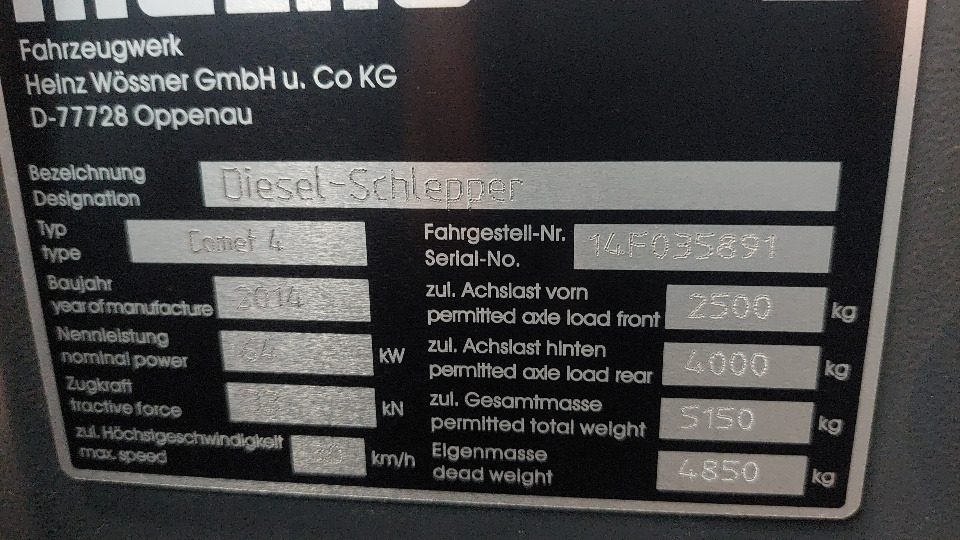 Fahrzeugwerk
Heinz Wössner GmbH u. Co KG
D-77728 Oppenau
Bezeichnung
Designation
Diesel-Schlepper
Typ
type
Comet 4
Fahrgestell-Nr.
Serial-No.
14F035891
Baujahr
year of manufacture
2014
zul. Achslast vorn
permitted axle load front
2500 kg
Nennleistung
nominal power
64 kW
zul. Achslast hinten
permitted axle load rear
4000 kg
Zugkraft
tractive force
kN
zul. Gesamtmasse
permitted total weight
5150 kg
zul. Höchstgeschwindigkeit
max. speed
30 km/h
Eigenmasse
dead weight
4850 kg